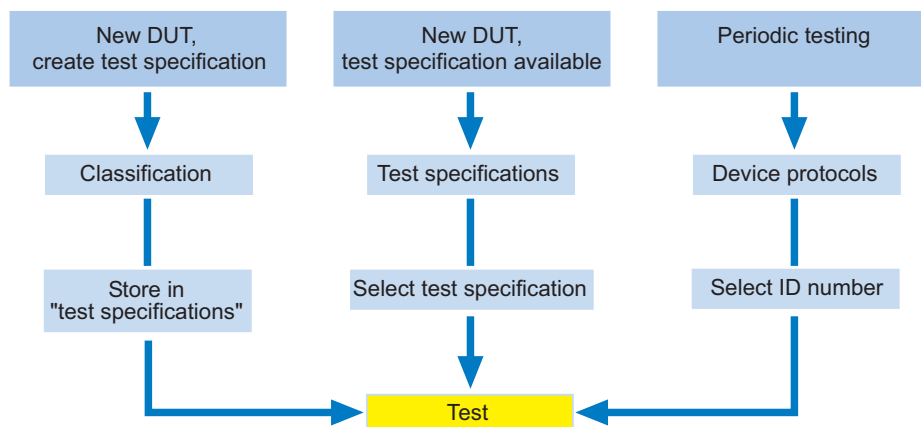 New DUT,
create test specification
New DUT,
test specification available
Periodic testing
Classification
Test specifications
Device protocols
Store in
"test specifications"
Select test specification
Select ID number
Test